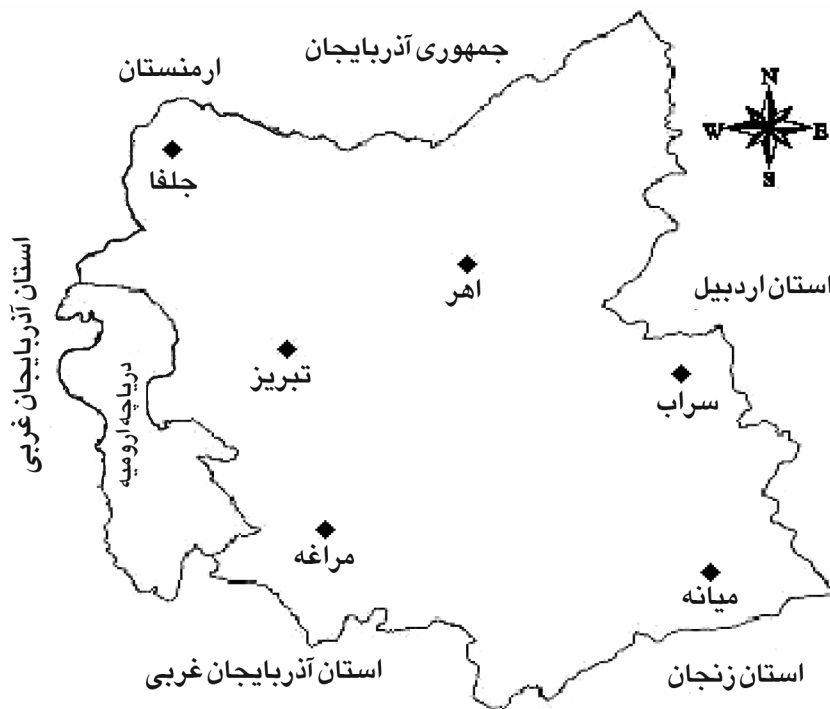 جمهوری آذربایجان
ارمنستان
N
W
E
S
جلفا
استان آذربایجان غربی
اهر
استان اردبیل
تبریز
سراب
دریاچه ارومیه
مراغه
میانه
استان آذربایجان غربی
استان زنجان